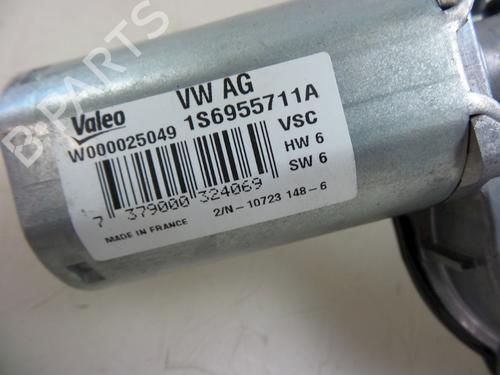 B-PARTS
Valeo
VW AG
W000025049
1S6955711A
VSC
HW 6
SW 6
7 379000 324069
2/N-10723 148-6
MADE IN FRANCE